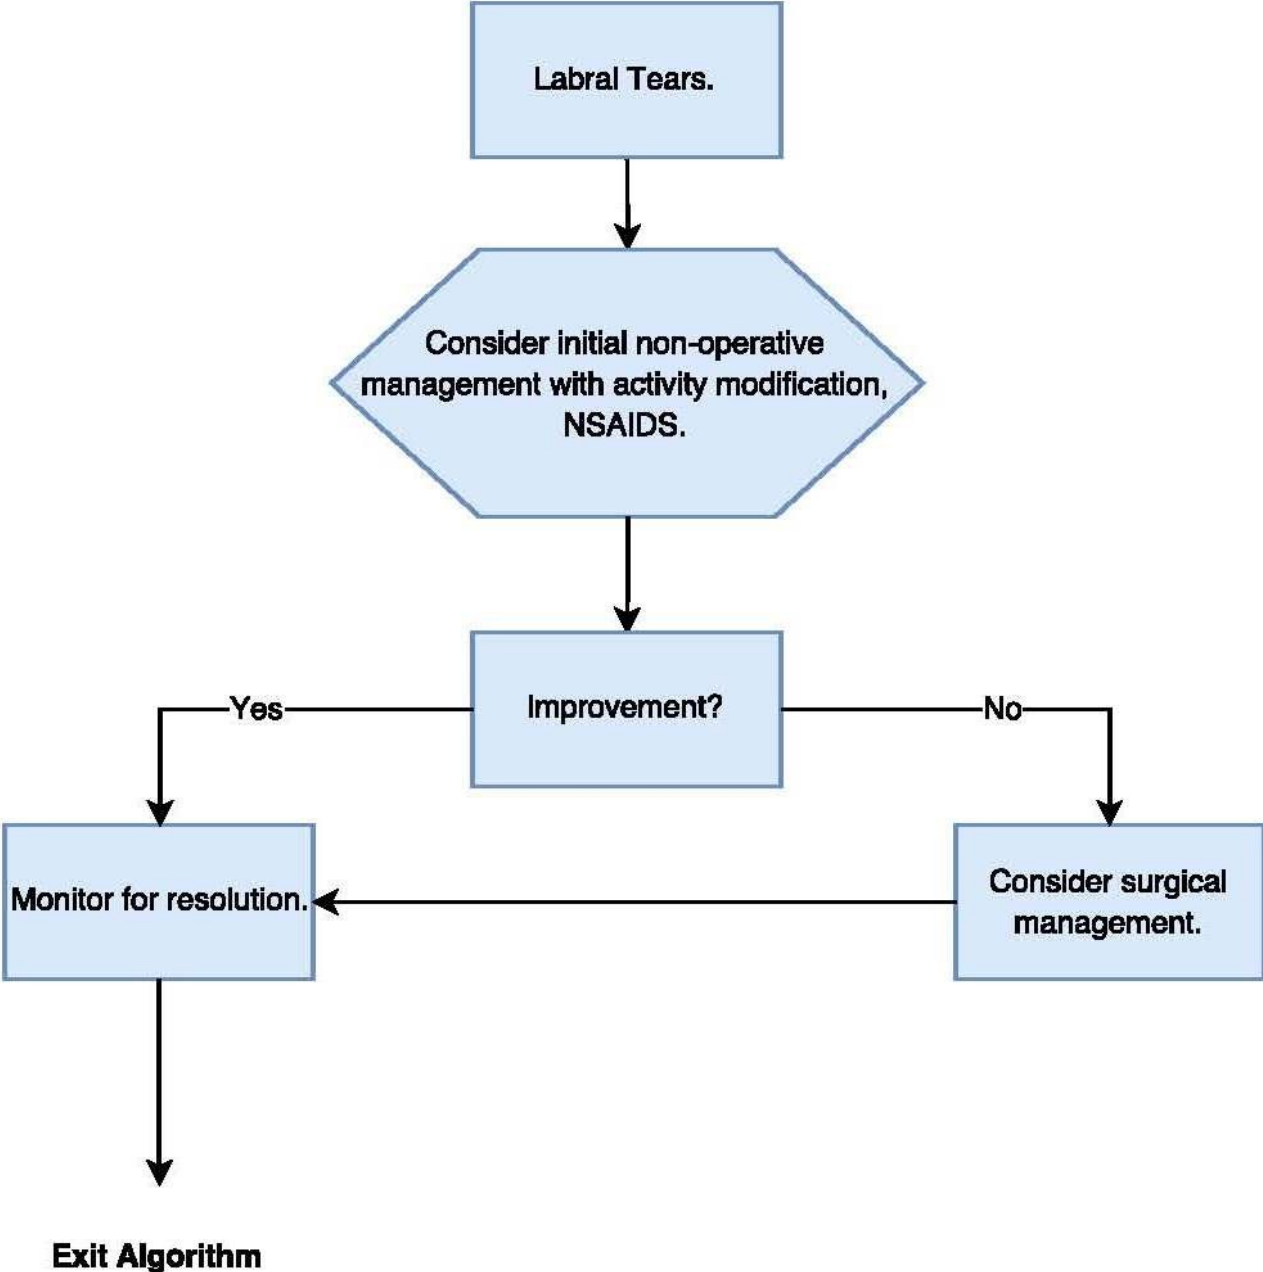 Labral Tears.
Consider initial non-operative
management with activity modification,
NSAIDS.
Improvement?
Yes
No
Monitor for resolution.
Consider surgical
management.
Exit Algorithm